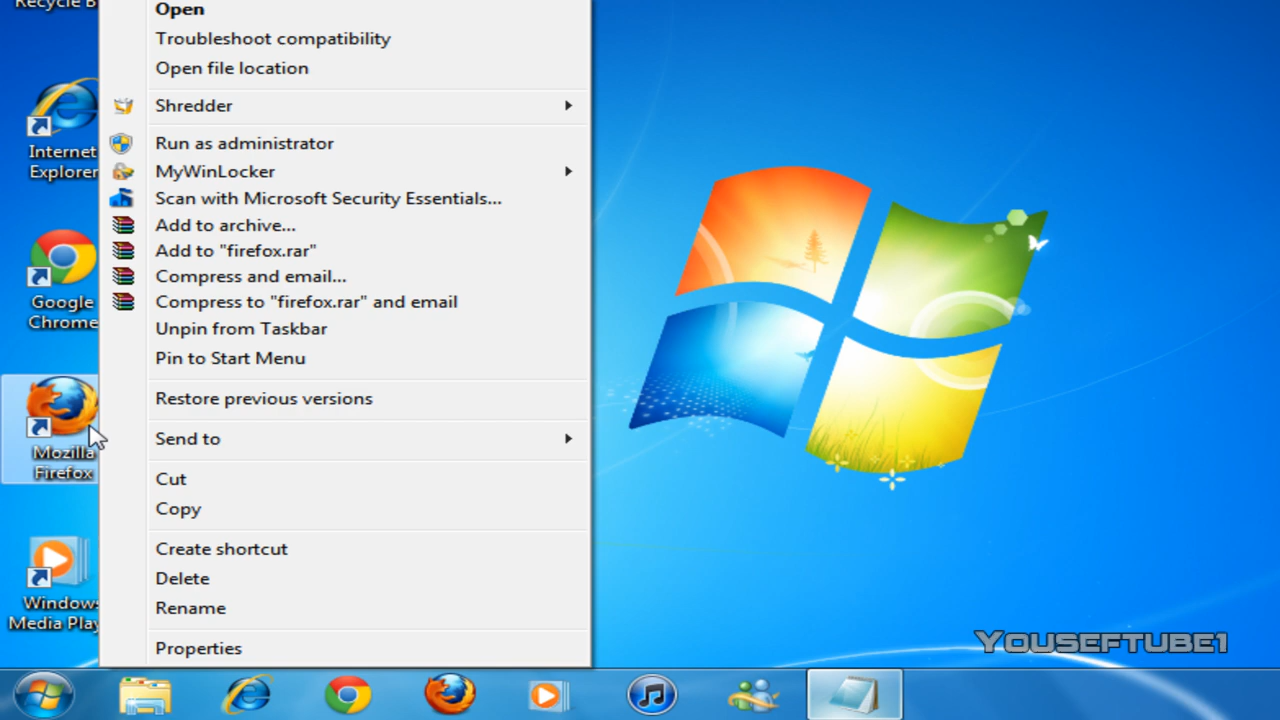 Recycle B
Internet
Explorer
Google
Chrome
Mozilla
Firefox
Windows
Media Play
Open
Troubleshoot compatibility
Open file location
Shredder
Run as administrator
MyWinLocker
Scan with Microsoft Security Essentials...
Add to archive...
Add to "firefox.rar"
Compress and email...
Compress to "firefox.rar" and email
Unpin from Taskbar
Pin to Start Menu
Restore previous versions
Send to
Cut
Copy
Create shortcut
Delete
Rename
Properties
YOUSEFTUBE1